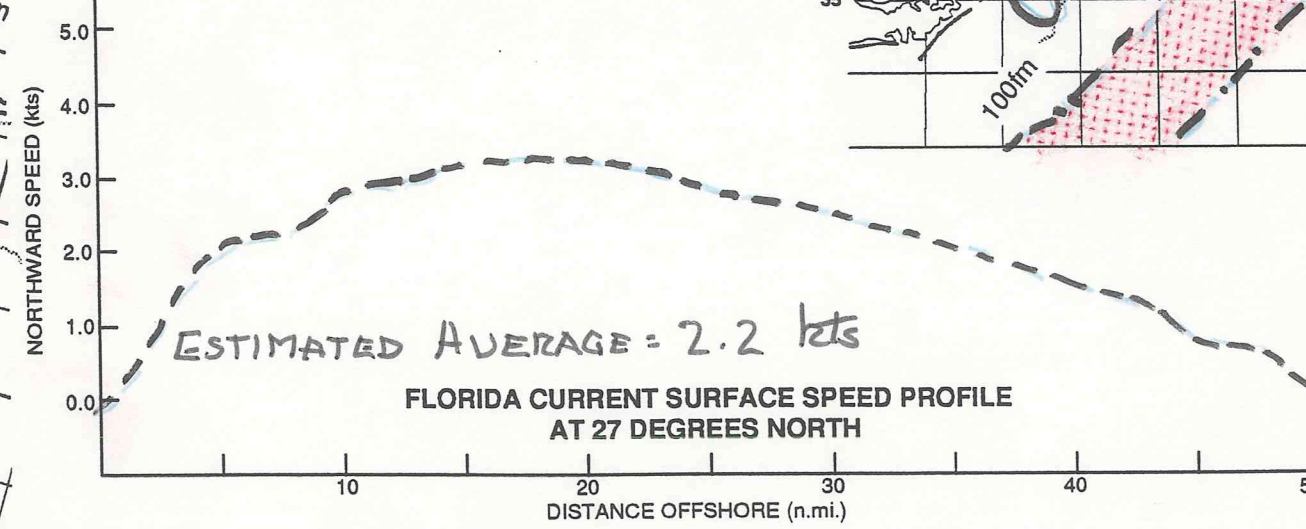 5.0
4.0
3.0
2.0
1.0
0.0
NORTHWARD SPEED (kts)
100fm
ESTIMATED AVERAGE = 2.2 kts
FLORIDA CURRENT SURFACE SPEED PROFILE
AT 27 DEGREES NORTH
10 20 30 40
DISTANCE OFFSHORE (n.mi.)